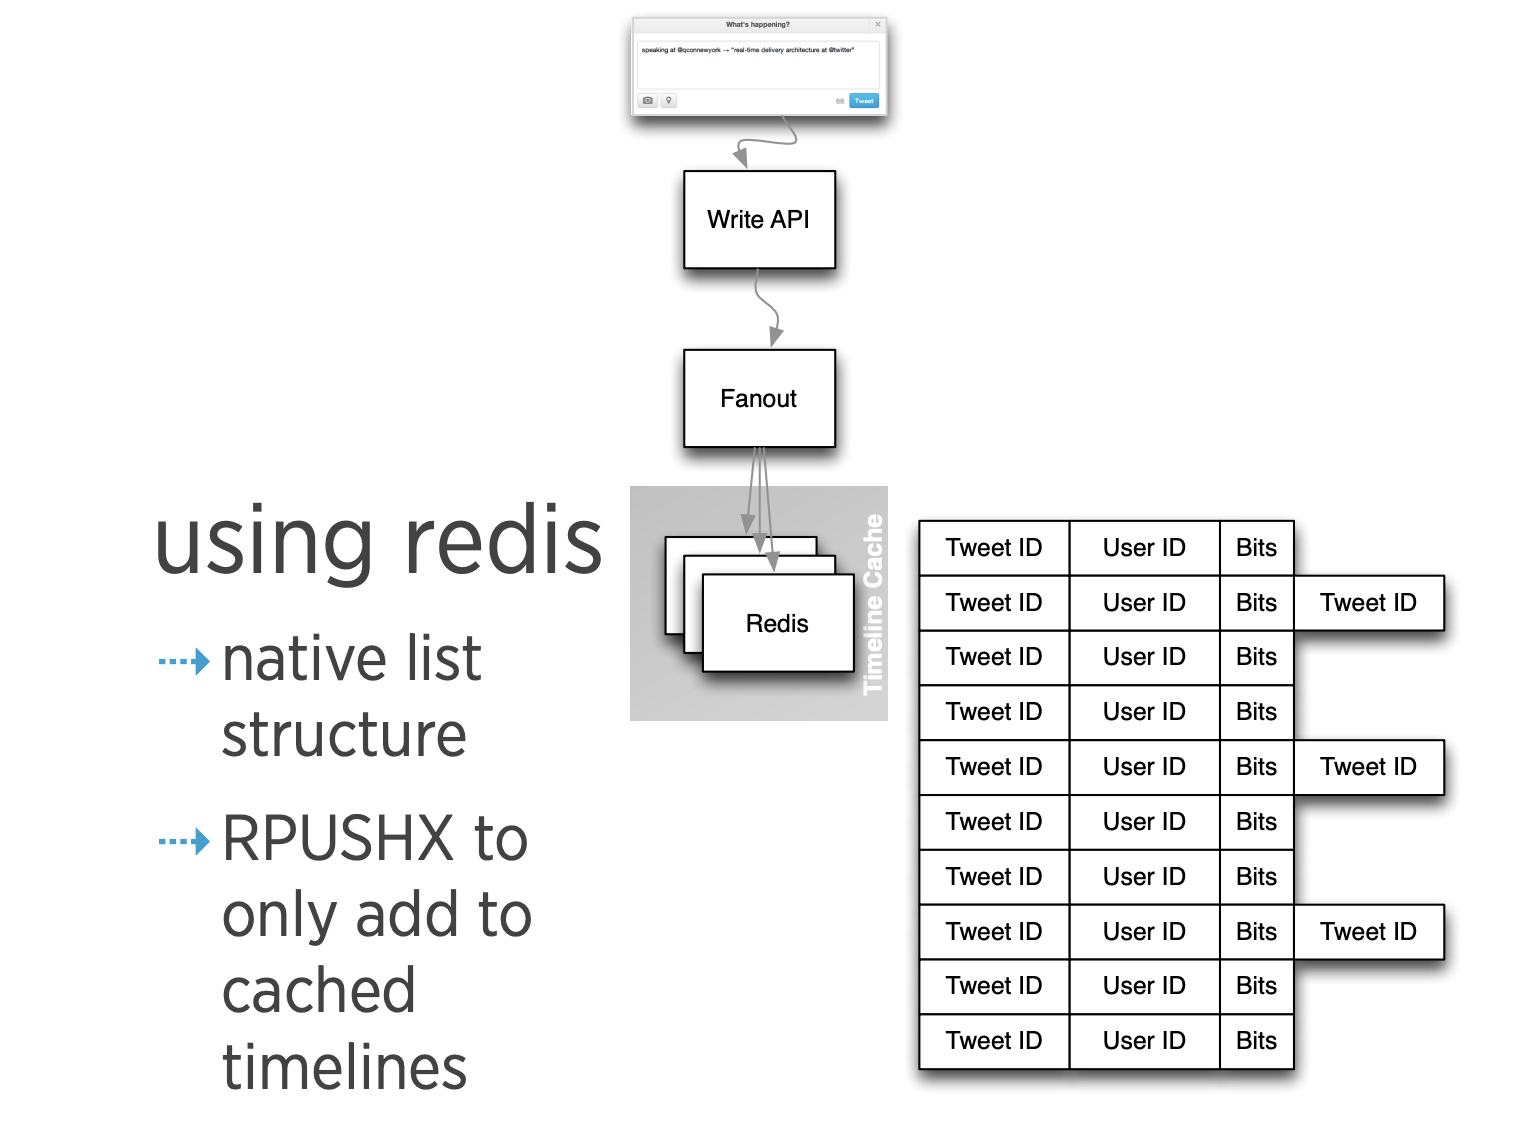 What's happening?
speaking at @qconnewyork → "real-time delivery architecture at @twitter"
68 Tweet
Write API
Fanout
Redis
Timeline Cache
using redis
native list
structure
RPUSHX to
only add to
cached
timelines
Tweet ID User ID Bits
Tweet ID User ID Bits Tweet ID
Tweet ID User ID Bits
Tweet ID User ID Bits
Tweet ID User ID Bits Tweet ID
Tweet ID User ID Bits
Tweet ID User ID Bits
Tweet ID User ID Bits Tweet ID
Tweet ID User ID Bits
Tweet ID User ID Bits